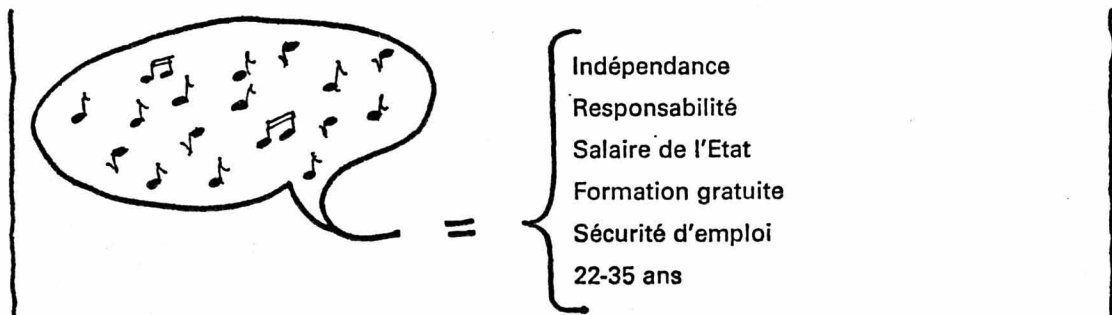 =
Indépendance
Responsabilité
Salaire de l'Etat
Formation gratuite
Sécurité d'emploi
22-35 ans